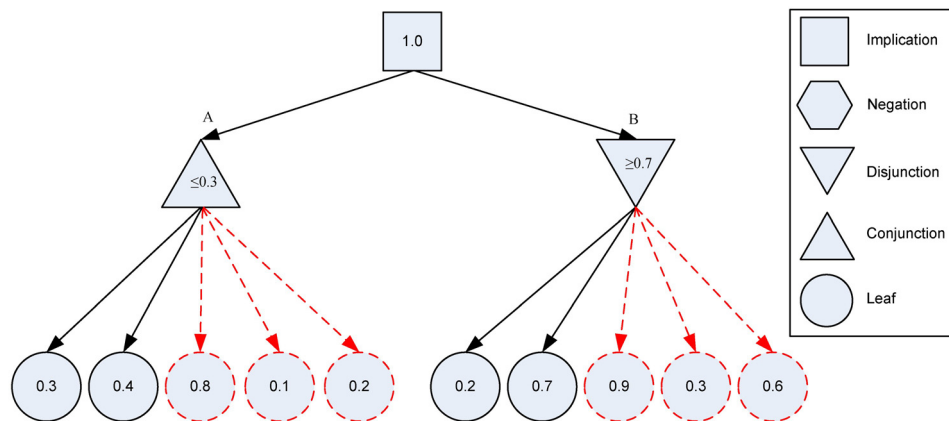 1.0
A
B
≤0.3
≥0.7
0.3
0.4
0.8
0.1
0.2
0.2
0.7
0.9
0.3
0.6
Implication
Negation
Disjunction
Conjunction
Leaf